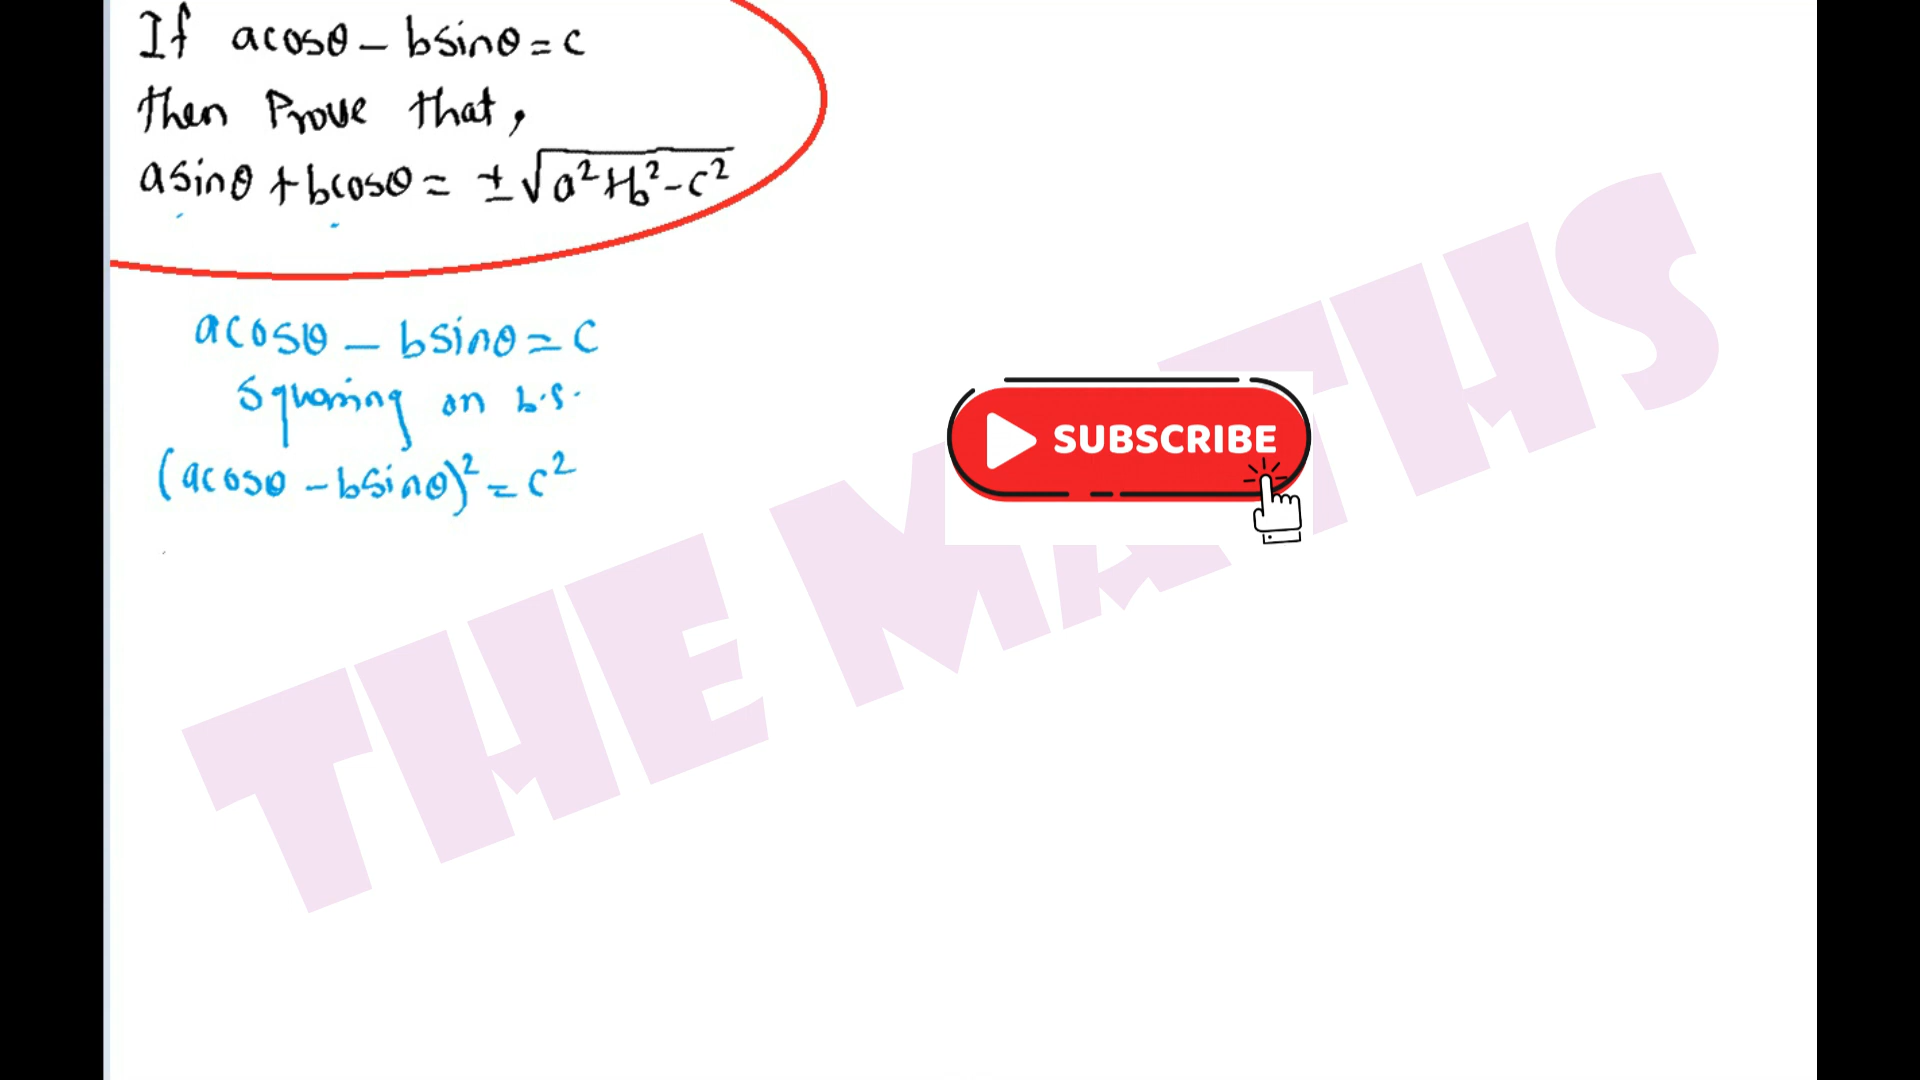 If acosθ - bsinθ = c
then Prove that,
asinθ + bcosθ = ±√a²+b²-c²
acosθ - bsinθ = c
Squaring on b.s.
(acosθ - bsinθ)² = c²
SUBSCRIBE
THE MATHS